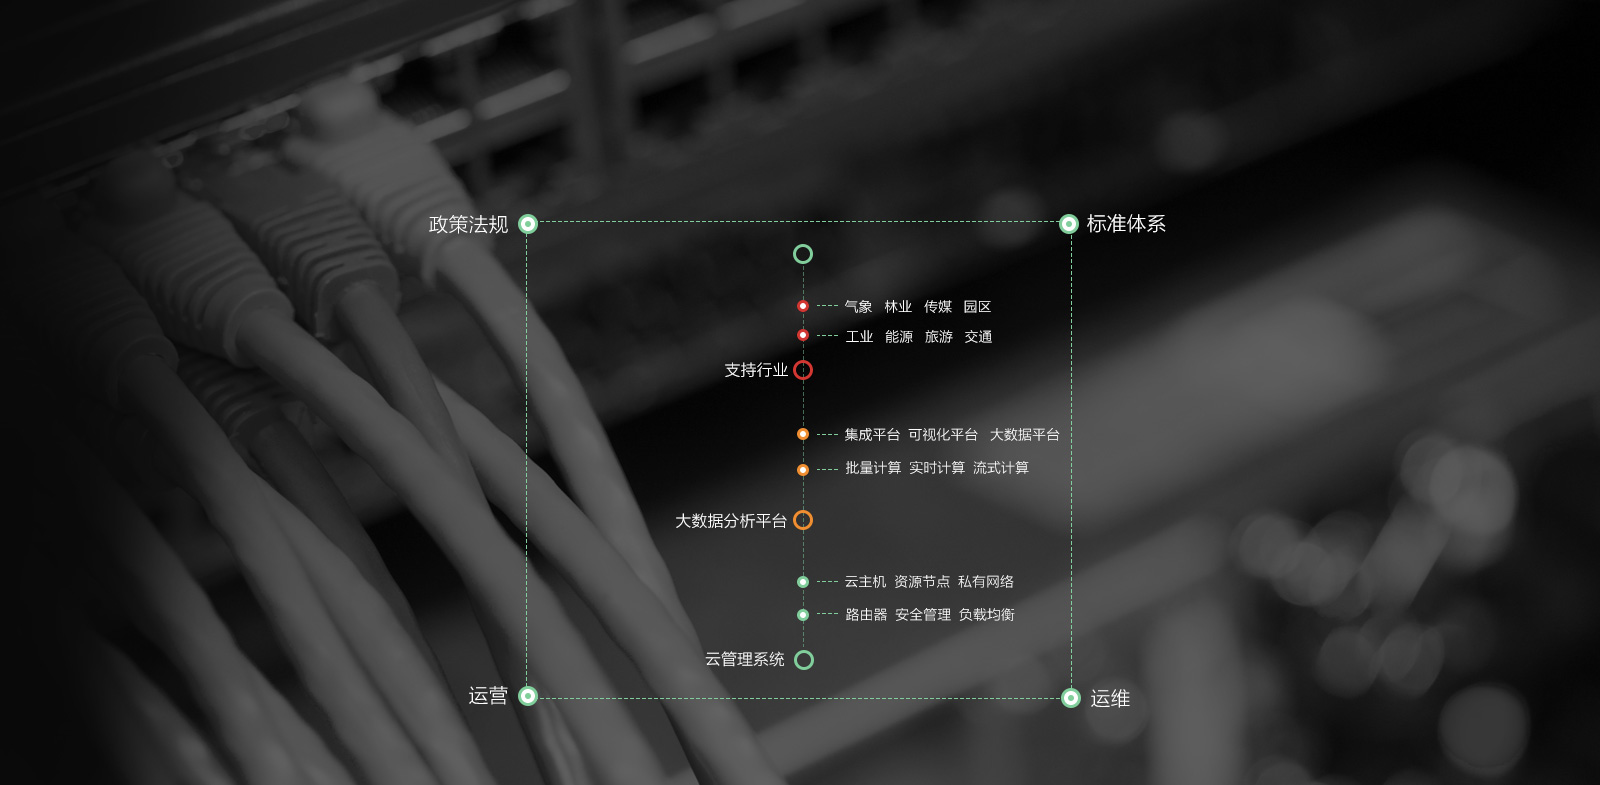 政策法规 标准体系
气象 林业 传媒 园区
工业 能源 旅游 交通
支持行业
集成平台 可视化平台 大数据平台
批量计算 实时计算 流式计算
大数据分析平台
云主机 资源节点 私有网络
路由器 安全管理 负载均衡
云管理系统
运营 运维